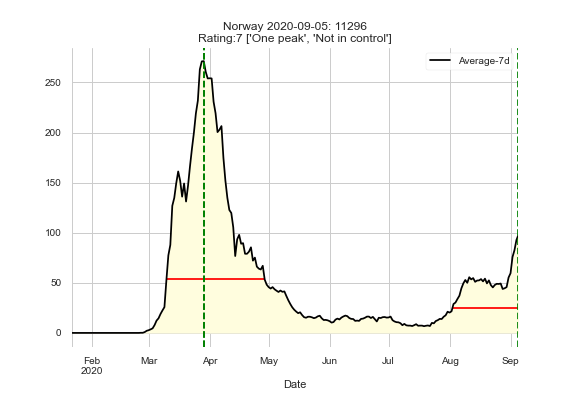 Norway 2020-09-05: 11296
Rating:7 ['One peak', 'Not in control']
Average-7d
250
200
150
100
50
0
Feb Mar Apr May Jun Jul Aug Sep
2020
Date